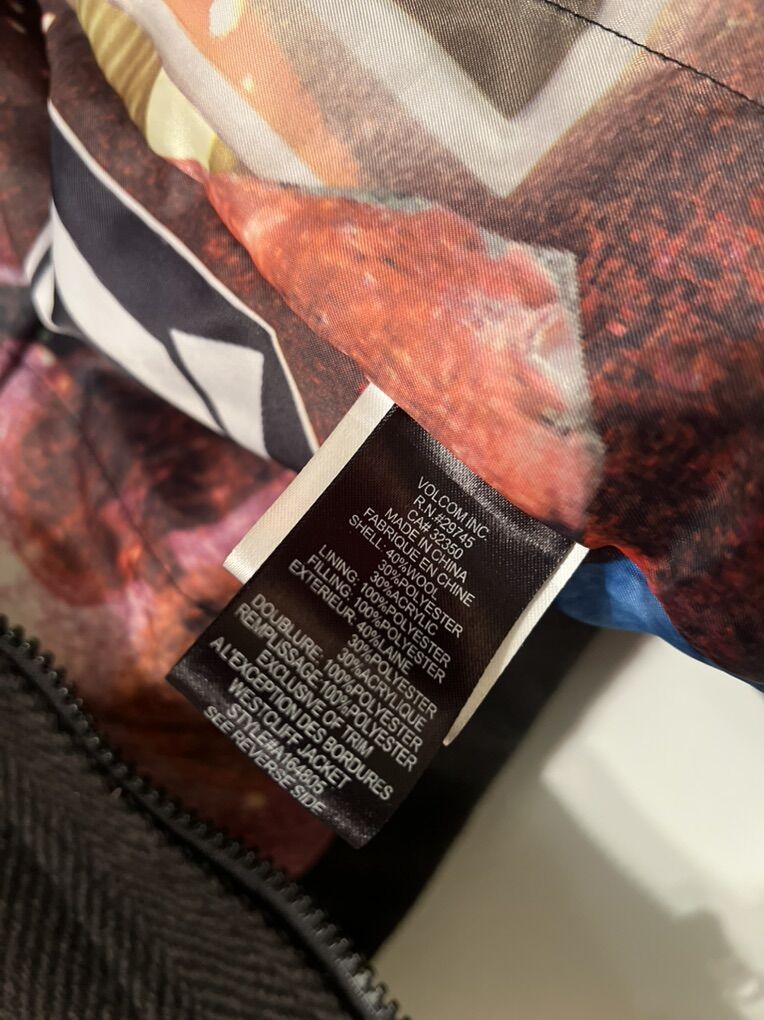 VOLCOM INC.
R.N.#29745
CA# 32350
MADE IN CHINA
FABRIQUE EN CHINE
SHELL: 40%WOOL
30%POLYESTER
30%ACRYLIC
LINING: 100%POLYESTER
FILLING: 100%POLYESTER
EXTERIEUR: 40%LAINE
30%POLYESTER
30%ACRYLIQUE
DOUBLURE: 100%POLYESTER
REMPLISSAGE: 100%POLYESTER
EXCLUSIVE OF TRIM
A L'EXCEPTION DES BORDURES
WESTCUFF JACKET
STYLE#A164805
SEE REVERSE SIDE